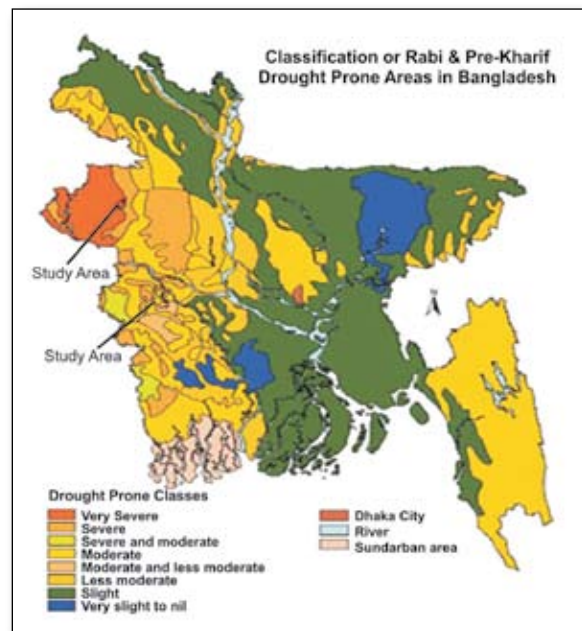 Classification or Rabi & Pre-Kharif
Drought Prone Areas in Bangladesh
Study Area
Study Area
N
Drought Prone Classes
Very Severe
Severe
Severe and moderate
Moderate
Moderate and less moderate
Less moderate
Slight
Very slight to nil
Dhaka City
River
Sundarban area